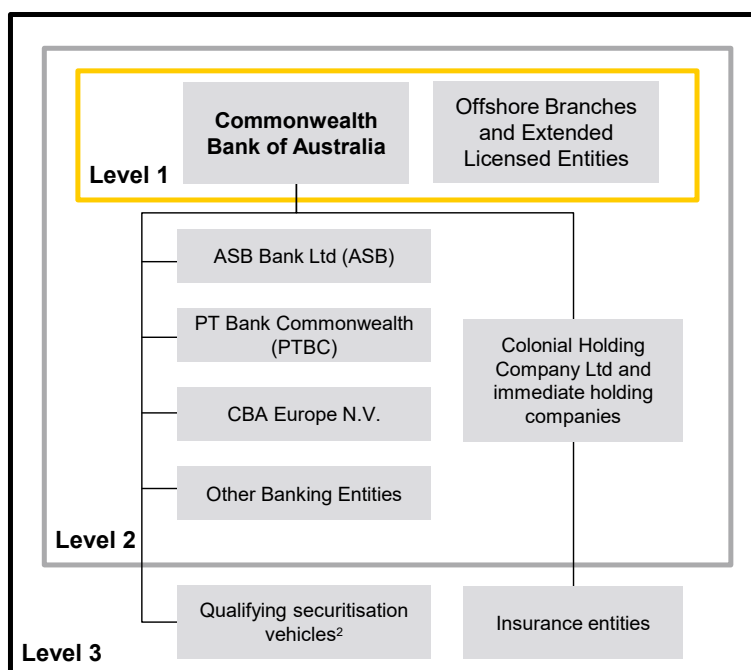 Commonwealth
Bank of Australia
Offshore Branches
and Extended
Licensed Entities
Level 1
ASB Bank Ltd (ASB)
PT Bank Commonwealth
(PTBC)
CBA Europe N.V.
Other Banking Entities
Colonial Holding
Company Ltd and
immediate holding
companies
Level 2
Qualifying securitisation
vehicles²
Insurance entities
Level 3